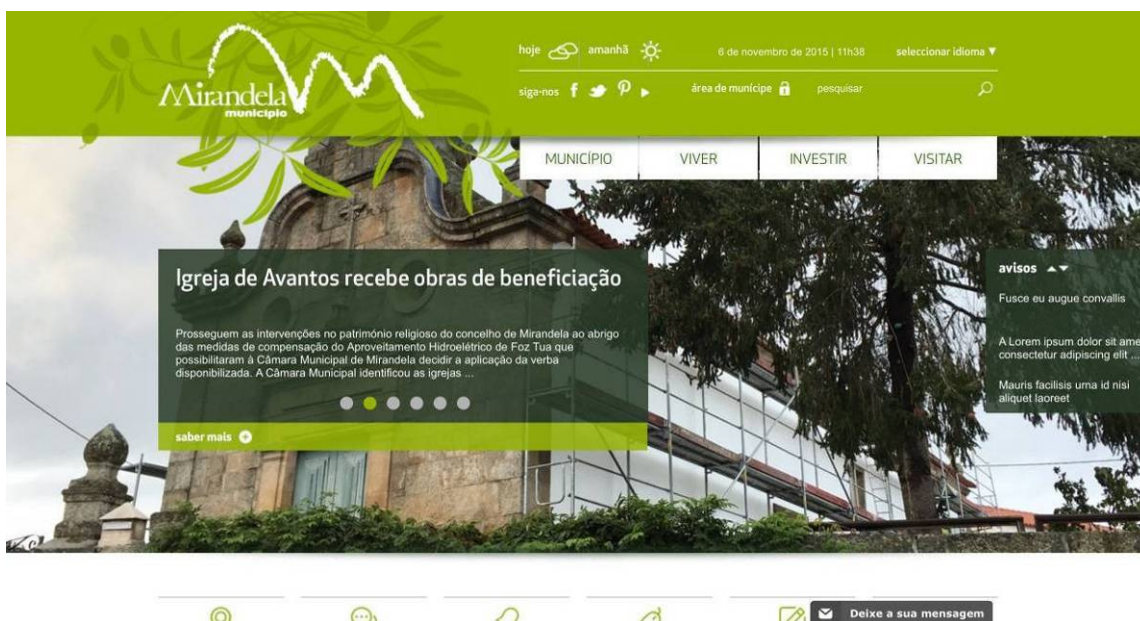 hoje amanhã 6 de novembro de 2015 | 11h38 seleccionar idioma ▼
siga-nos área de munícipe pesquisar
Mirandela
município
MUNICÍPIO VIVER INVESTIR VISITAR
Igreja de Avantos recebe obras de beneficiação
Prosseguem as intervenções no património religioso do concelho de Mirandela ao abrigo
das medidas de compensação do Aproveitamento Hidroelétrico de Foz Tua que
possibilitaram à Câmara Municipal de Mirandela decidir a aplicação da verba
disponibilizada. A Câmara Municipal identificou as igrejas ...
saber mais
avisos
Fusce eu augue convallis
A Lorem ipsum dolor sit ame
consectetur adipiscing elit ...
Mauris facilisis urna id nisi
aliquet laoreet
Deixe a sua mensagem